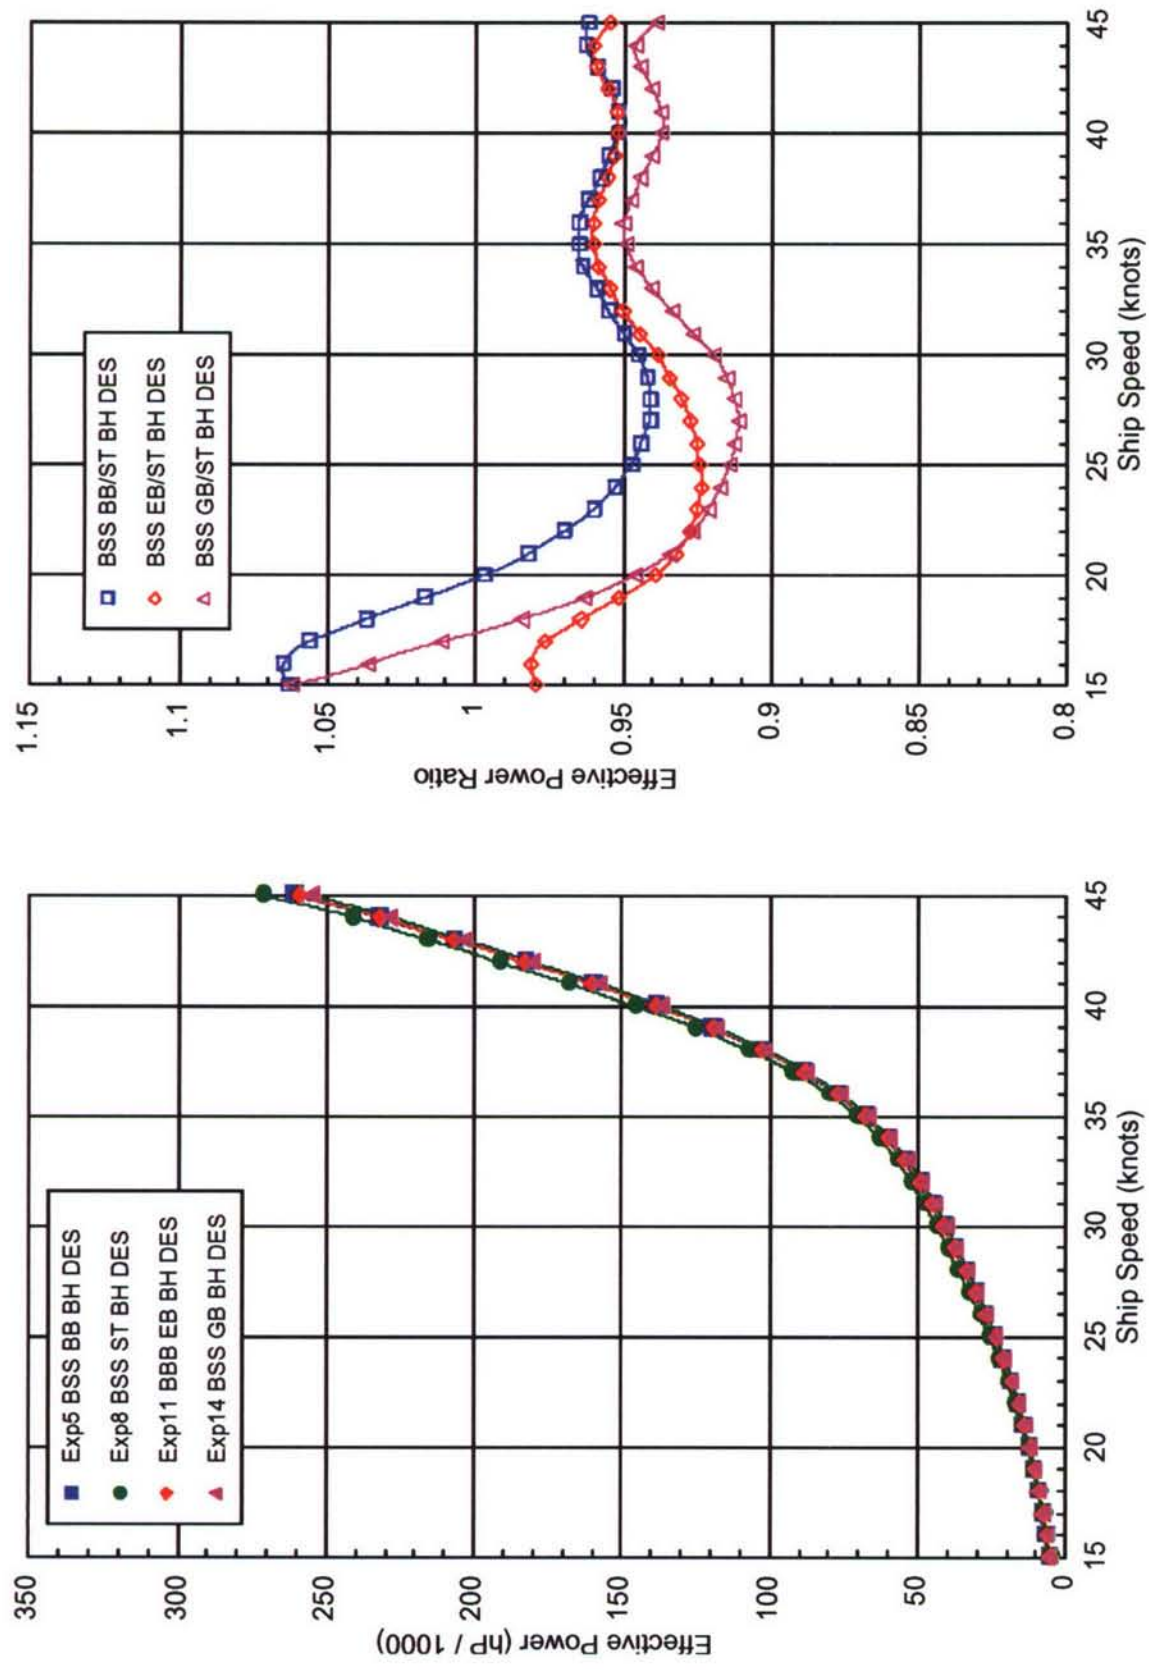 350
300
250
200
150
100
50
0
Effective Power (hP / 1000)
Exp5 BSS BB BH DES
Exp8 BSS ST BH DES
Exp11 BBB EB BH DES
Exp14 BSS GB BH DES
15 20 25 30 35 40 45
Ship Speed (knots)
1.15
1.1
1.05
1
0.95
0.9
0.85
0.8
Effective Power Ratio
BSS BB/ST BH DES
BSS EB/ST BH DES
BSS GB/ST BH DES
15 20 25 30 35 40 45
Ship Speed (knots)